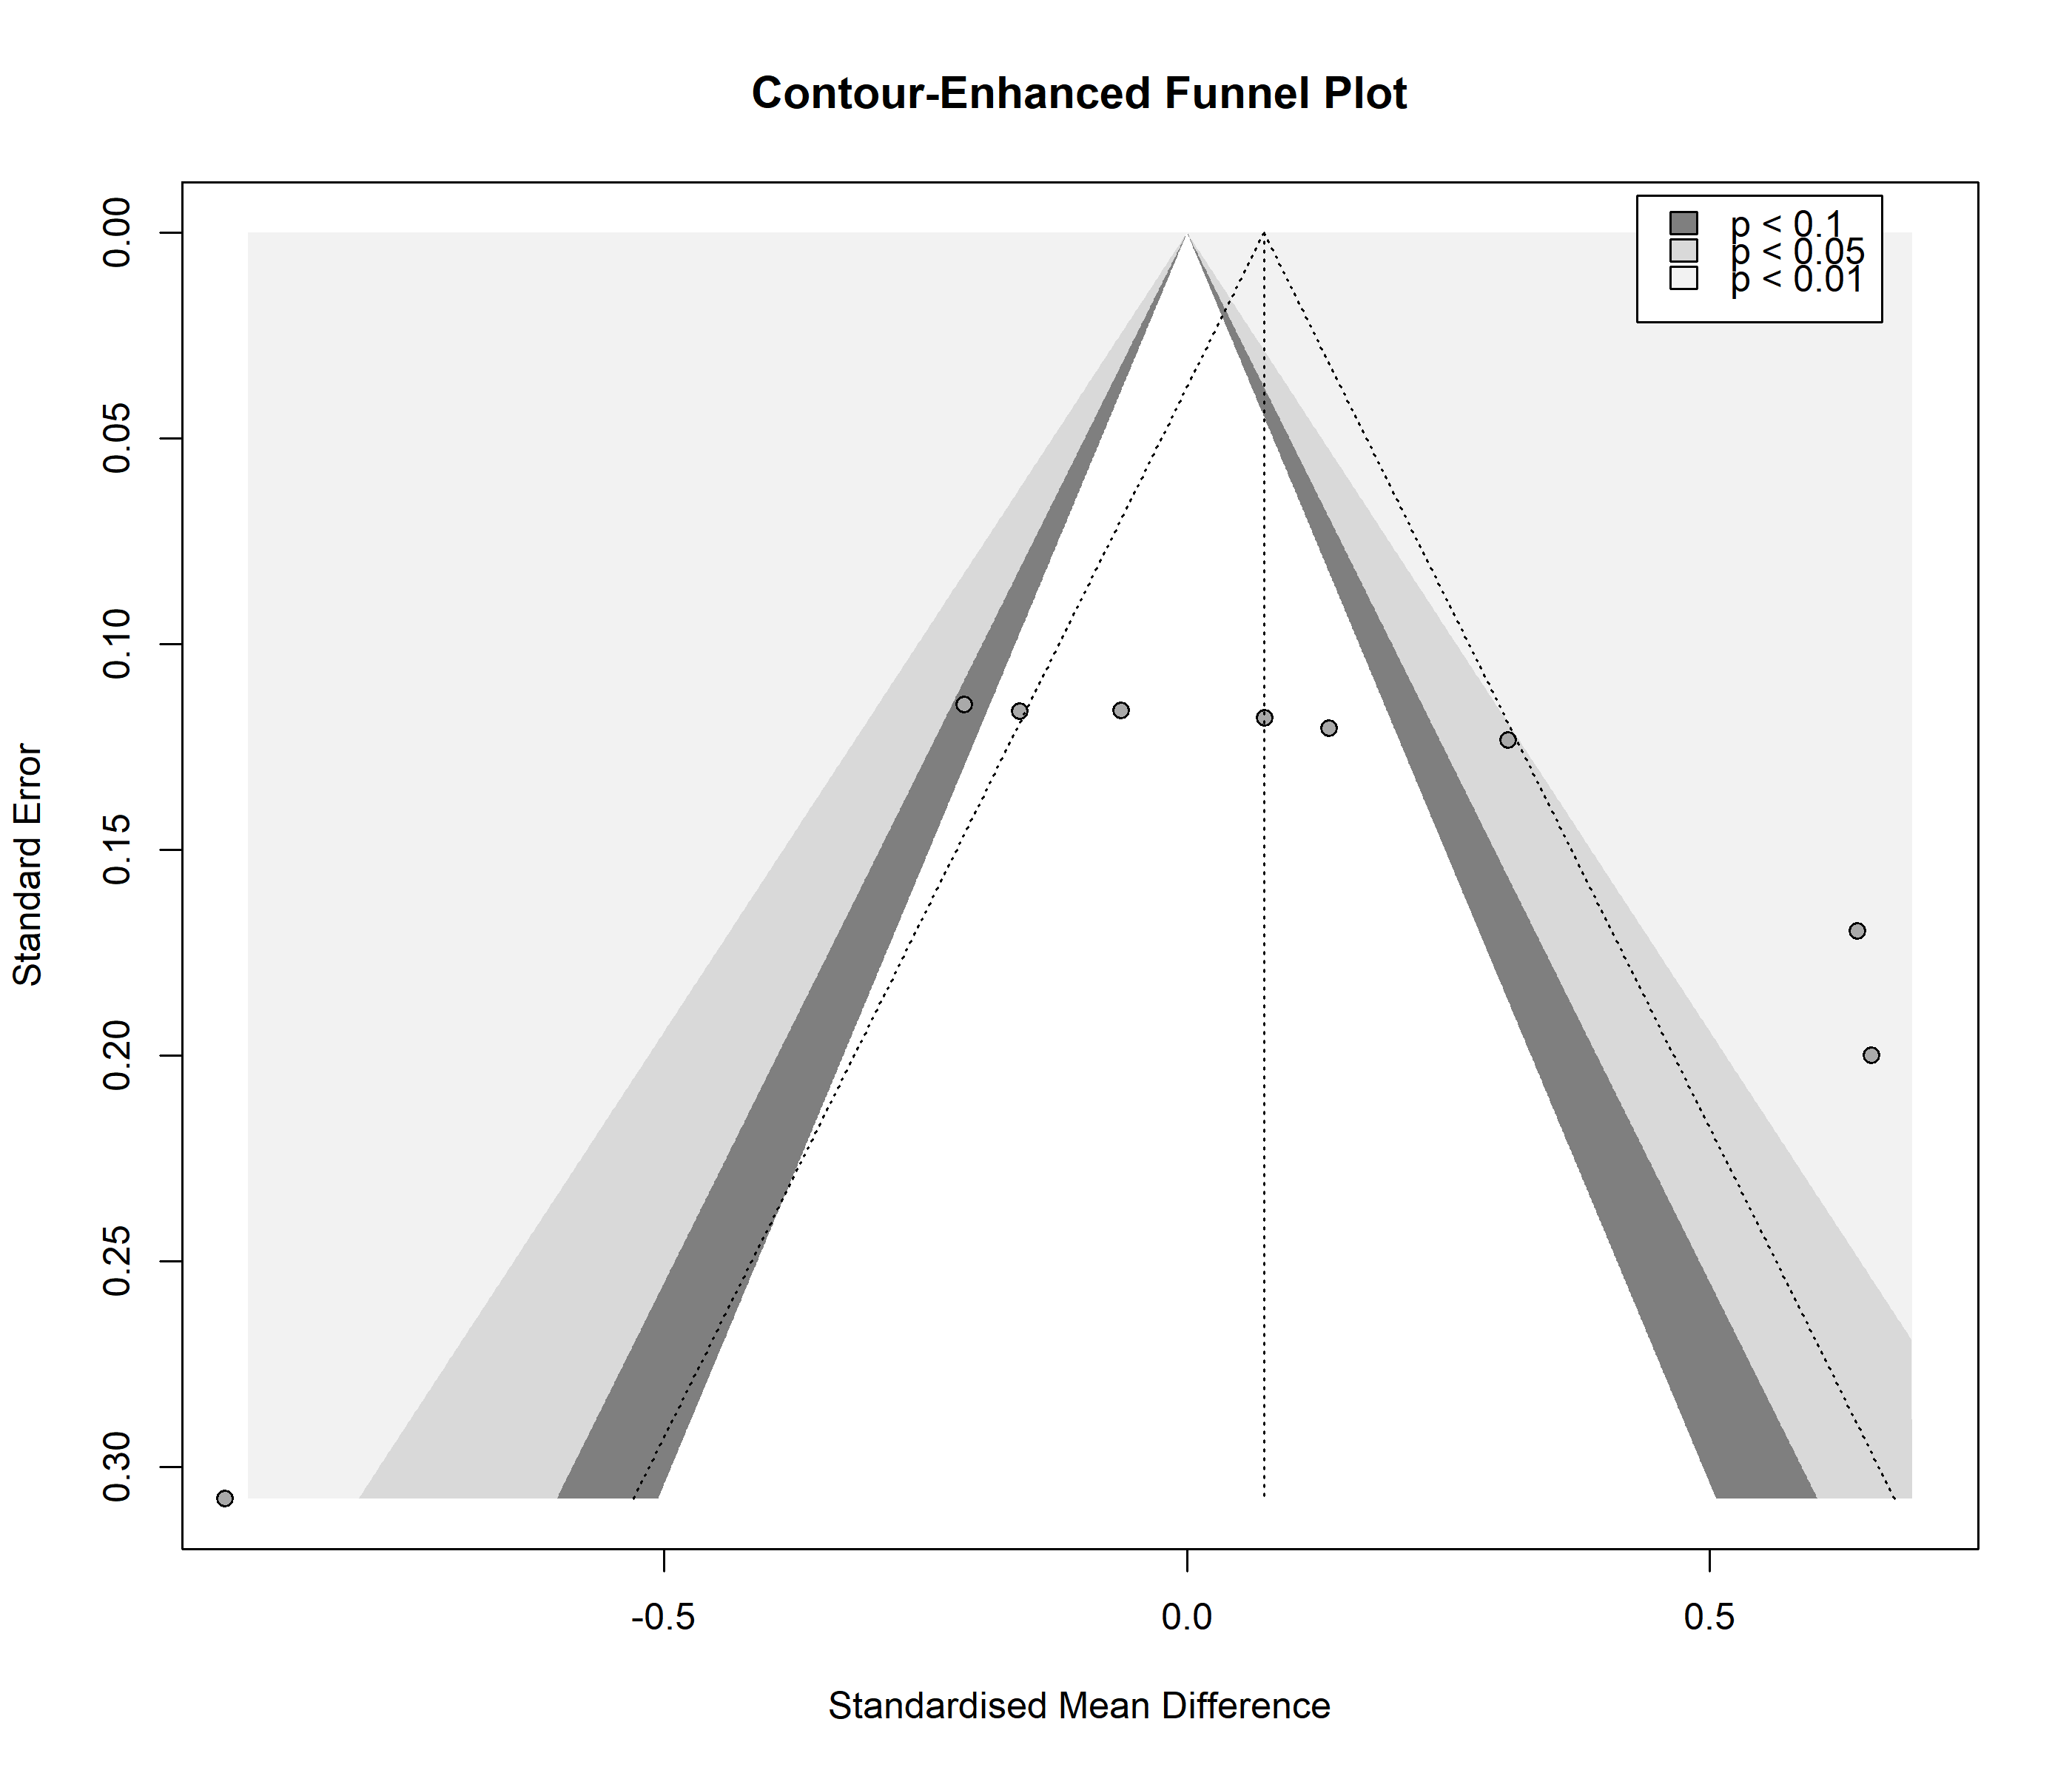 Contour-Enhanced Funnel Plot
p < 0.1
p < 0.05
p < 0.01
0.00
0.05
0.10
0.15
0.20
0.25
0.30
Standard Error
-0.5
0.0
0.5
Standardised Mean Difference